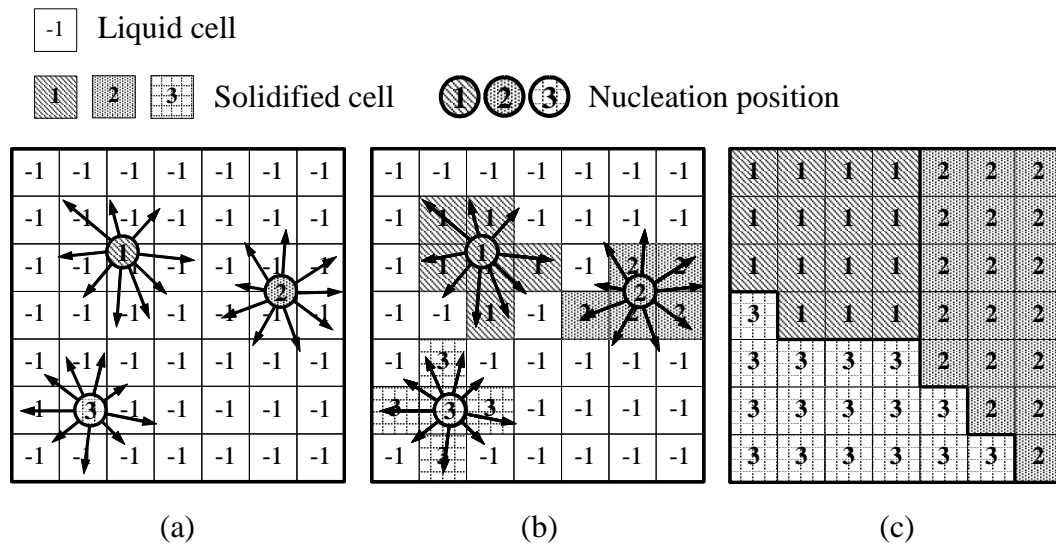 -1 Liquid cell
1 2 3 Solidified cell 1 2 3 Nucleation position
-1 -1 -1 -1 -1 -1 -1 -1 -1 -1 -1 -1 -1 -1 1 1 1 1 2 2 2
-1 -1 -1 -1 -1 -1 -1 -1 1 1 -1 -1 -1 -1 1 1 1 1 2 2 2
-1 -1 1 -1 -1 -1 -1 -1 1 1 1 -1 2 2 1 1 1 1 2 2 2
-1 -1 -1 -1 -1 2 -1 -1 -1 1 -1 2 2 2 3 1 1 1 2 2 2
-1 -1 -1 -1 -1 -1 -1 -1 3 -1 -1 -1 -1 -1 3 3 3 3 2 2 2
-1 3 -1 -1 -1 -1 -1 3 3 3 -1 -1 -1 -1 3 3 3 3 3 2 2
-1 -1 -1 -1 -1 -1 -1 -1 3 -1 -1 -1 -1 -1 3 3 3 3 3 3 2
(a) (b) (c)